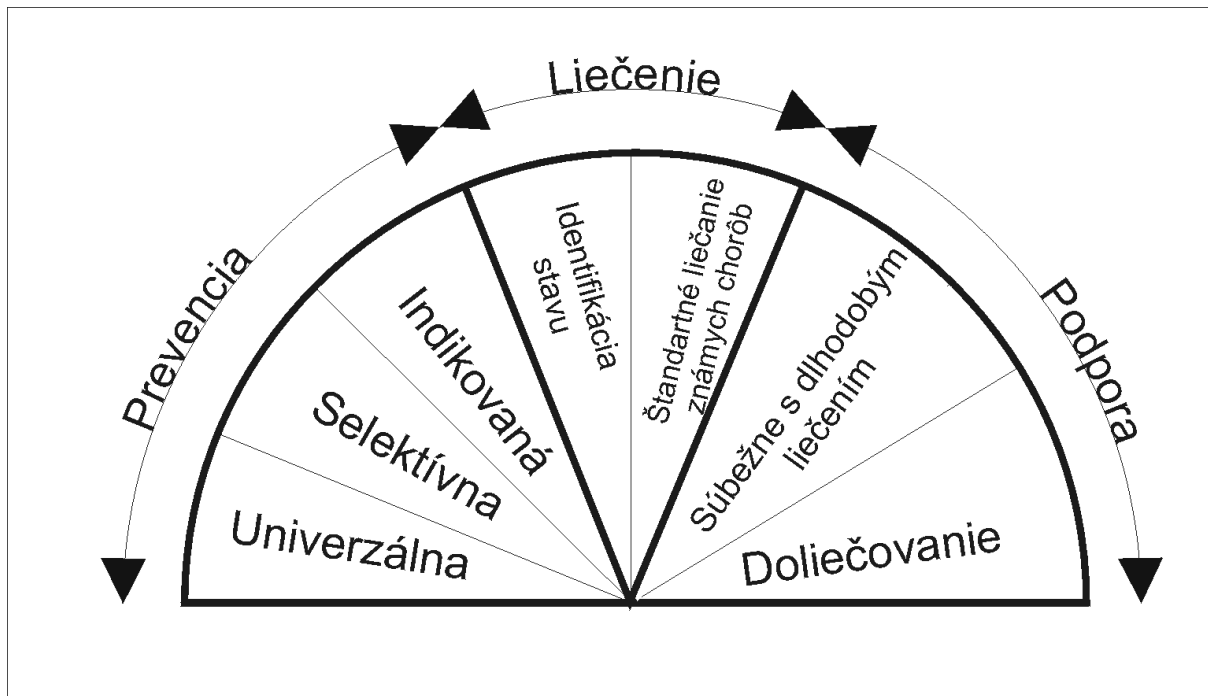 Liečenie
Prevencia
Podpora
Univerzálna
Selektívna
Indikovaná
Identifikácia
stavu
Štandartné liečanie
známych chorôb
Súbežne s dlhodobým
liečením
Doliečovanie